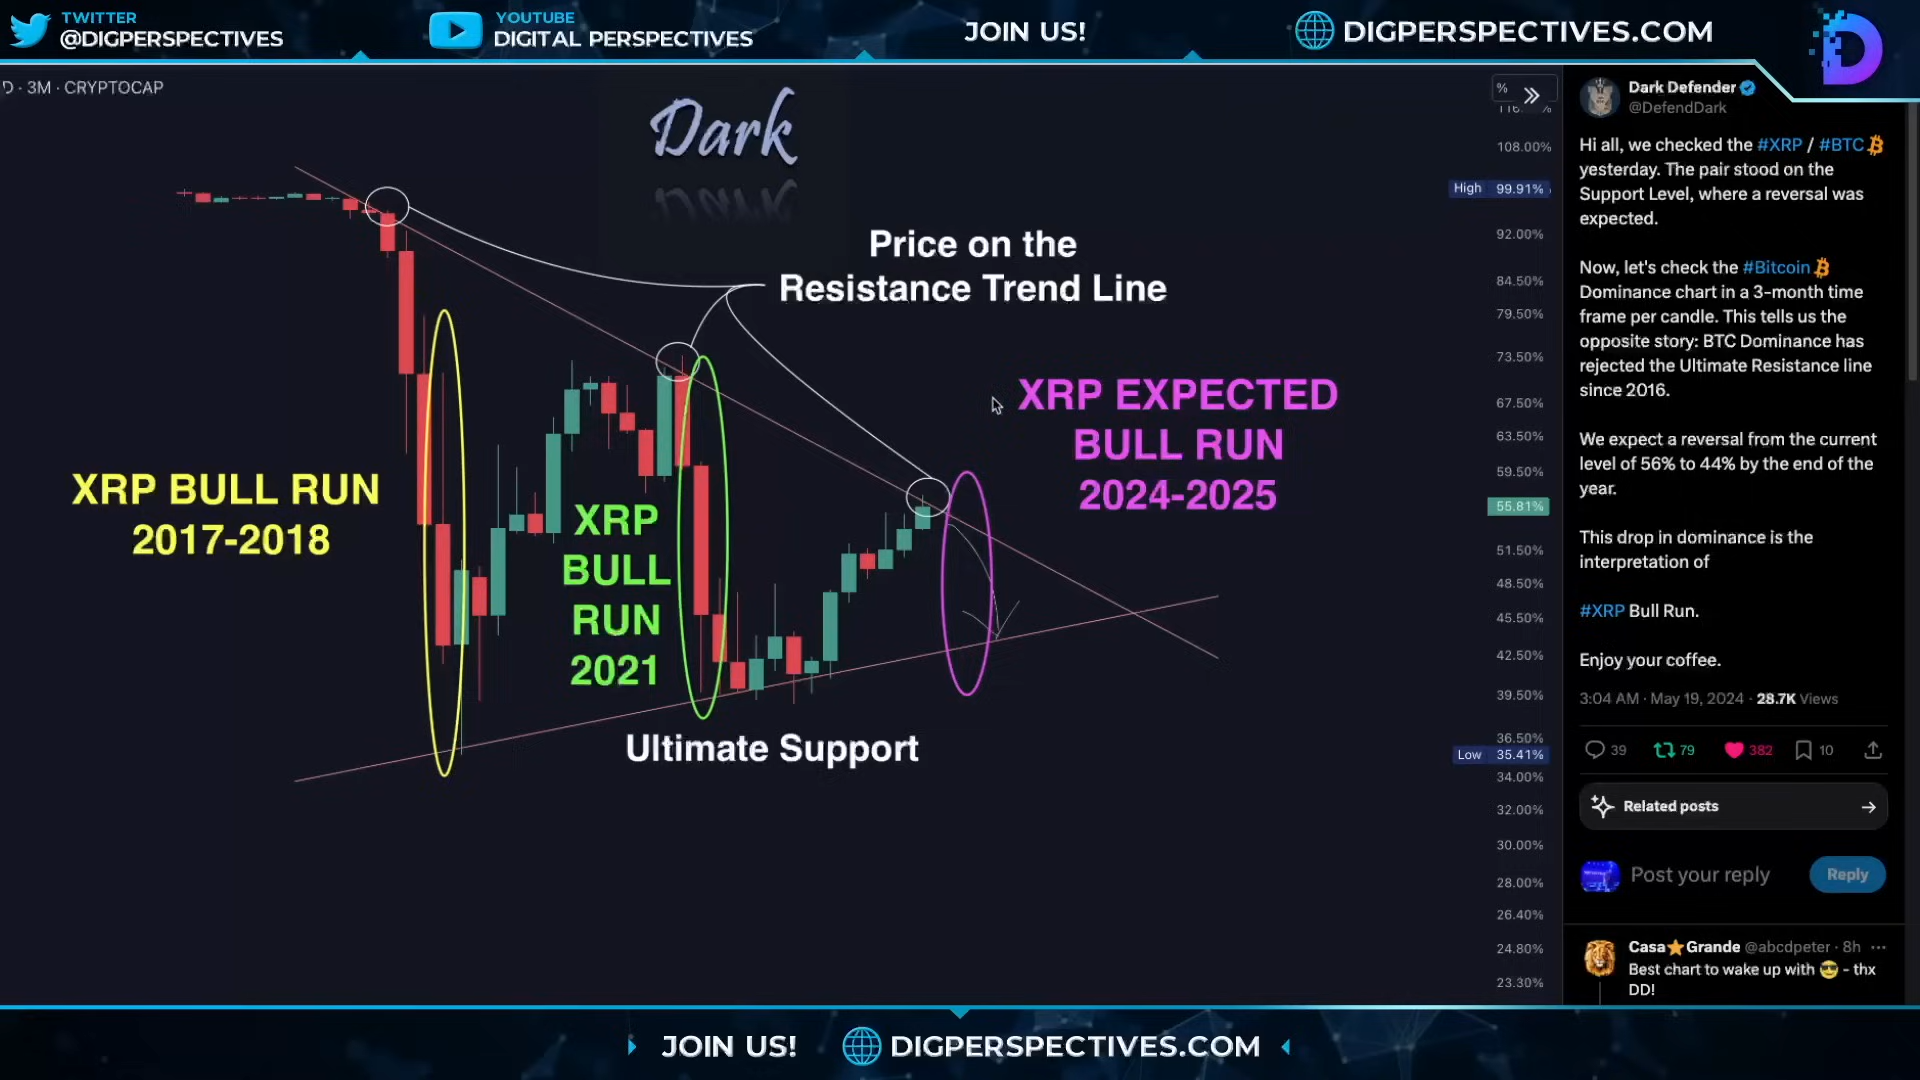 TWITTER
@DIGPERSPECTIVES
YOUTUBE
DIGITAL PERSPECTIVES
JOIN US!
DIGPERSPECTIVES.COM
D · 3M · CRYPTOCAP
Dark
%
108.00%
High 99.91%
92.00%
84.50%
79.50%
73.50%
67.50%
63.50%
59.50%
55.81%
51.50%
48.50%
45.50%
42.50%
39.50%
36.50%
Low 35.41%
34.00%
32.00%
30.00%
28.00%
26.40%
24.80%
23.30%
Price on the
Resistance Trend Line
XRP EXPECTED
BULL RUN
2024-2025
XRP BULL RUN
2017-2018
XRP
BULL
RUN
2021
Ultimate Support
Dark Defender
@DefendDark
Hi all, we checked the #XRP / #BTC
yesterday. The pair stood on the
Support Level, where a reversal was
expected.
Now, let's check the #Bitcoin
Dominance chart in a 3-month time
frame per candle. This tells us the
opposite story: BTC Dominance has
rejected the Ultimate Resistance line
since 2016.
We expect a reversal from the current
level of 56% to 44% by the end of the
year.
This drop in dominance is the
interpretation of
#XRP Bull Run.
Enjoy your coffee.
3:04 AM · May 19, 2024 · 28.7K Views
39 79 382 10
Related posts
Post your reply
Reply
Casa⭐Grande @abcdpeter · 8h ···
Best chart to wake up with 😎 - thx
DD!
JOIN US!
DIGPERSPECTIVES.COM